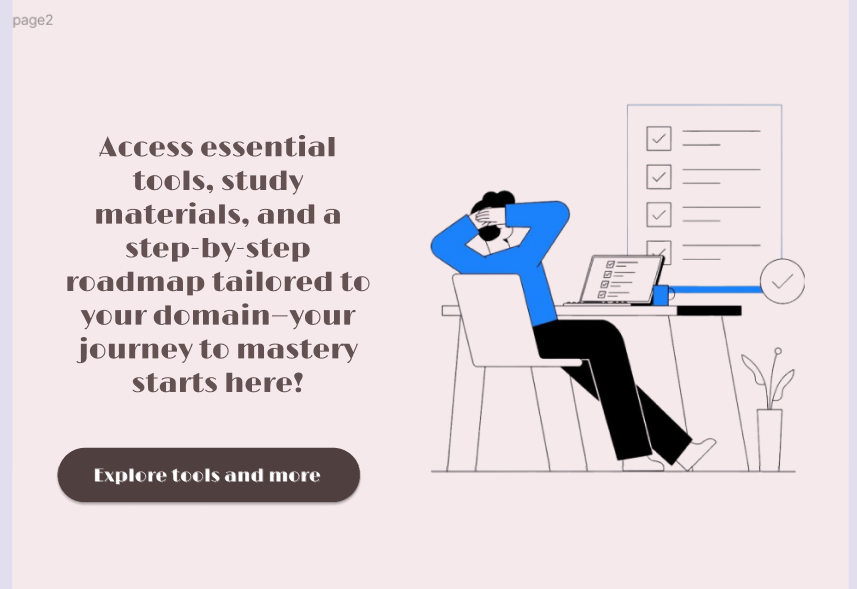 page2
Access essential
tools, study
materials, and a
step-by-step
roadmap tailored to
your domain—your
journey to mastery
starts here!
Explore tools and more